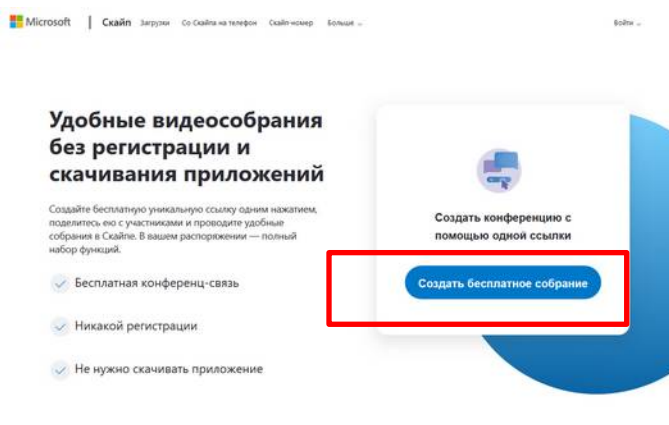 Microsoft | Скайп Загрузки Со Скайпа на телефон Скайп-номер Больше Войти
Удобные видеособрания
без регистрации и
скачивания приложений
Создайте бесплатную уникальную ссылку одним нажатием,
поделитесь ею с участниками и проводите удобные
собрания в Скайпе. В вашем распоряжении — полный
набор функций.
Бесплатная конференц-связь
Никакой регистрации
Не нужно скачивать приложение
Создать конференцию с
помощью одной ссылки
Создать бесплатное собрание